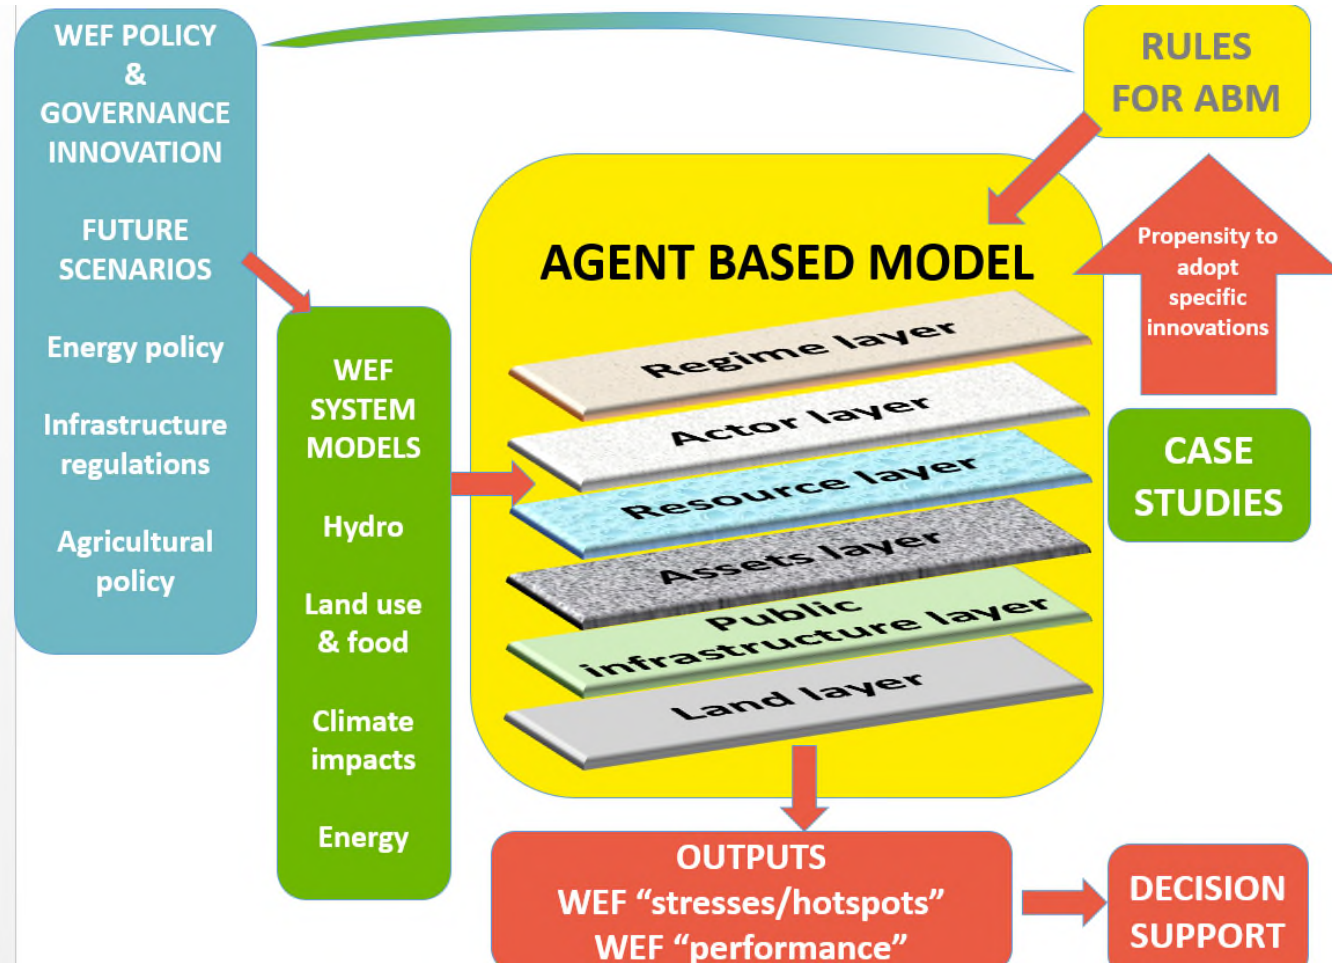 WEF POLICY
&
GOVERNANCE
INNOVATION
FUTURE
SCENARIOS
Energy policy
Infrastructure
regulations
Agricultural
policy
WEF
SYSTEM
MODELS
Hydro
Land use
& food
Climate
impacts
Energy
AGENT BASED MODEL
Regime layer
Actor layer
Resource layer
Assets layer
Public
infrastructure layer
Land layer
RULES
FOR ABM
Propensity to
adopt
specific
innovations
CASE
STUDIES
OUTPUTS
WEF “stresses/hotspots”
WEF “performance”
DECISION
SUPPORT